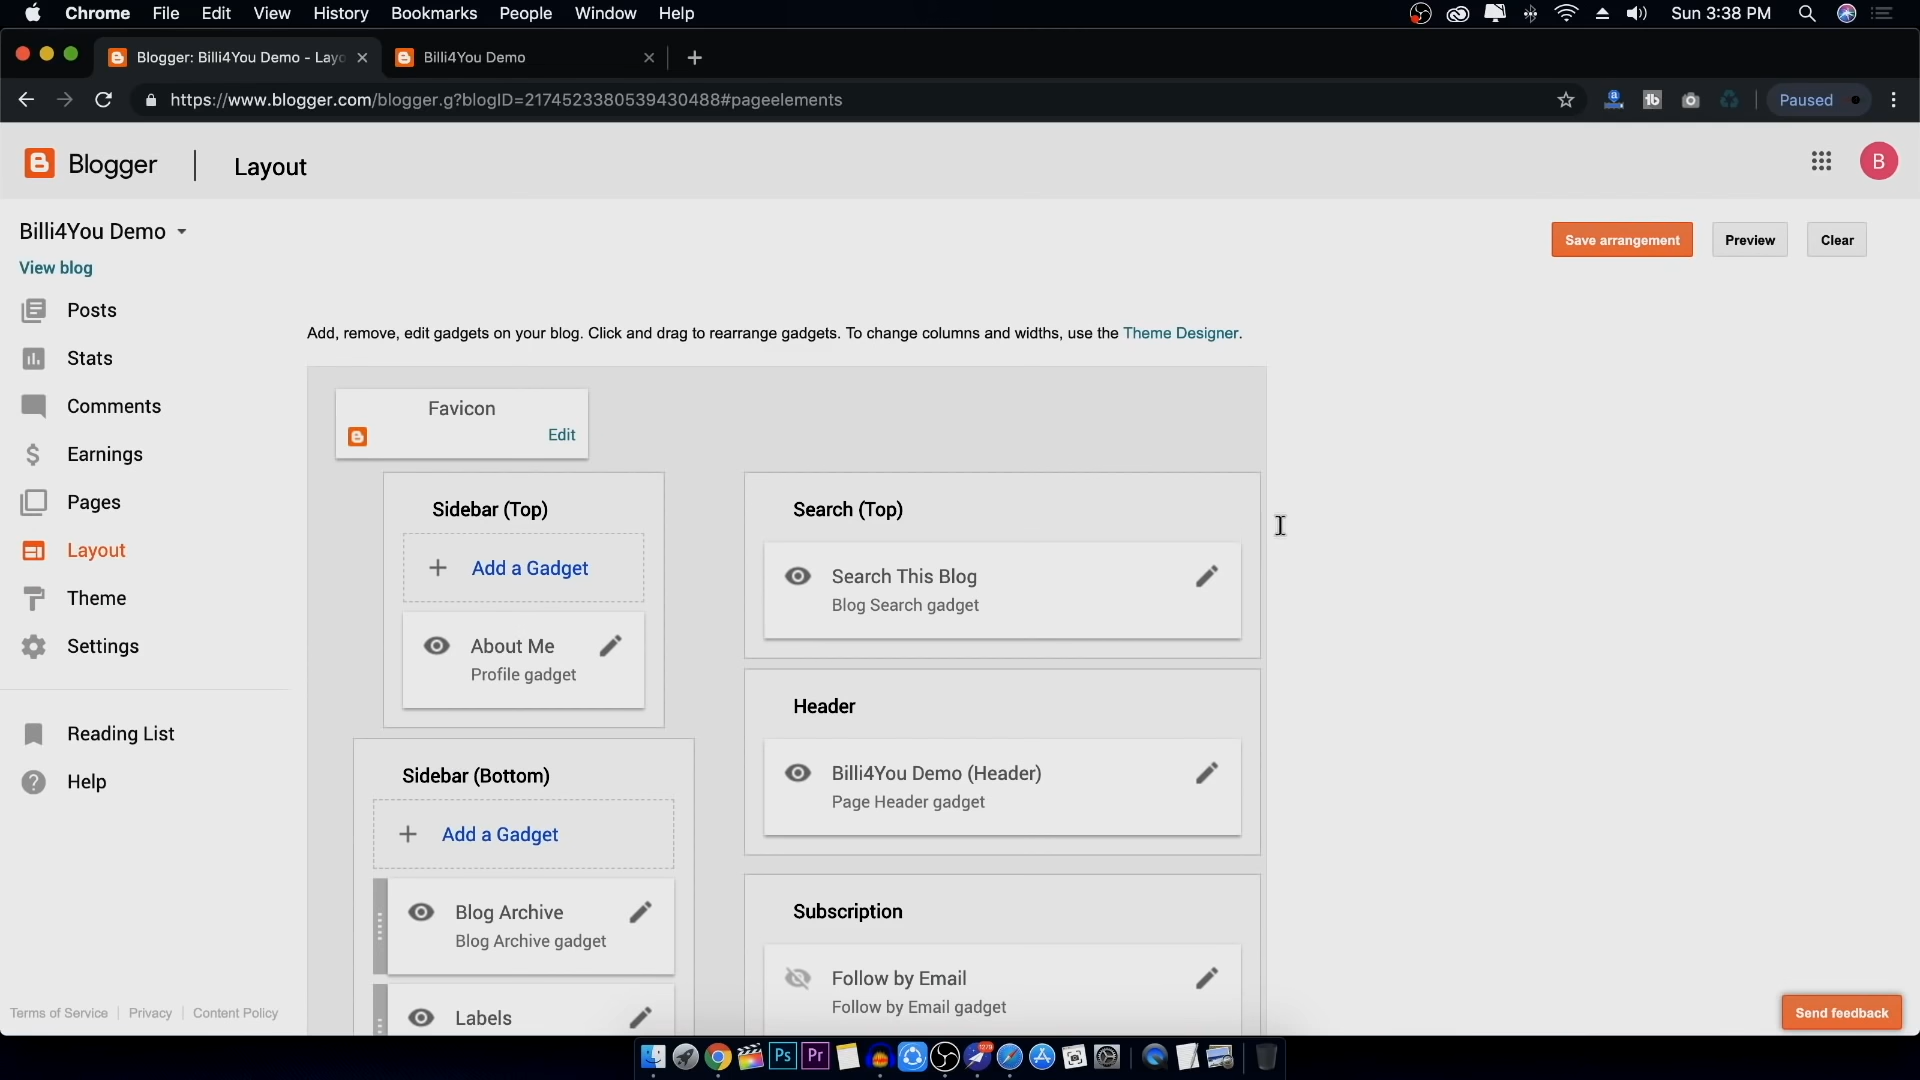 Chrome File Edit View History Bookmarks People Window Help Sun 3:38 PM
Blogger: Billi4You Demo - Layo
Billi4You Demo
https://www.blogger.com/blogger.g?blogID=2174523380539430488#pageelements
Paused
Blogger Layout
B
Billi4You Demo
View blog
Save arrangement Preview Clear
Posts
Stats
Comments
Earnings
Pages
Layout
Theme
Settings
Reading List
Help
Terms of Service Privacy Content Policy
Add, remove, edit gadgets on your blog. Click and drag to rearrange gadgets. To change columns and widths, use the Theme Designer.
Favicon
Edit
Sidebar (Top)
+ Add a Gadget
About Me
Profile gadget
Sidebar (Bottom)
+ Add a Gadget
Blog Archive
Blog Archive gadget
Labels
Search (Top)
Search This Blog
Blog Search gadget
Header
Billi4You Demo (Header)
Page Header gadget
Subscription
Follow by Email
Follow by Email gadget
Send feedback
Ps Pr